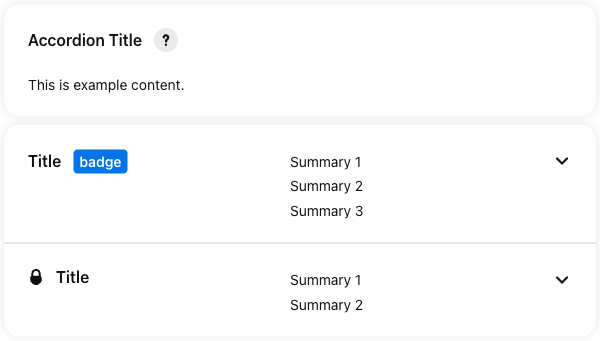 Accordion Title ?
This is example content.
Title badge
Summary 1
Summary 2
Summary 3
Title
Summary 1
Summary 2